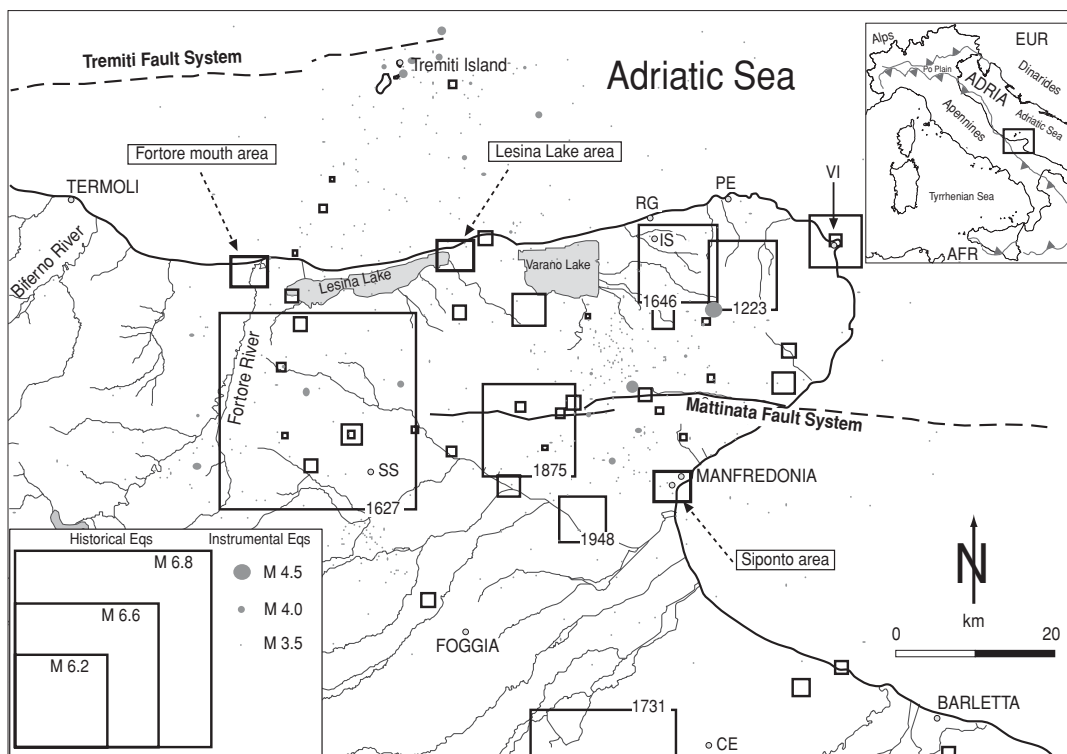 Tremiti Fault System
Tremiti Island
Adriatic Sea
Alps
EUR
Po Plain
ADRIA
Dinarides
Apennines
Adriatic Sea
Tyrrhenian Sea
AFR
Fortore mouth area
Lesina Lake area
TERMOLI
Biferno River
Lesina Lake
Varano Lake
RG
PE
VI
IS
1646
1223
Fortore River
Mattinata Fault System
SS
1627
1875
1948
MANFREDONIA
Siponto area
Historical Eqs
Instrumental Eqs
M 6.8
M 6.6
M 6.2
M 4.5
M 4.0
M 3.5
FOGGIA
N
km
0 20
1731
CE
BARLETTA